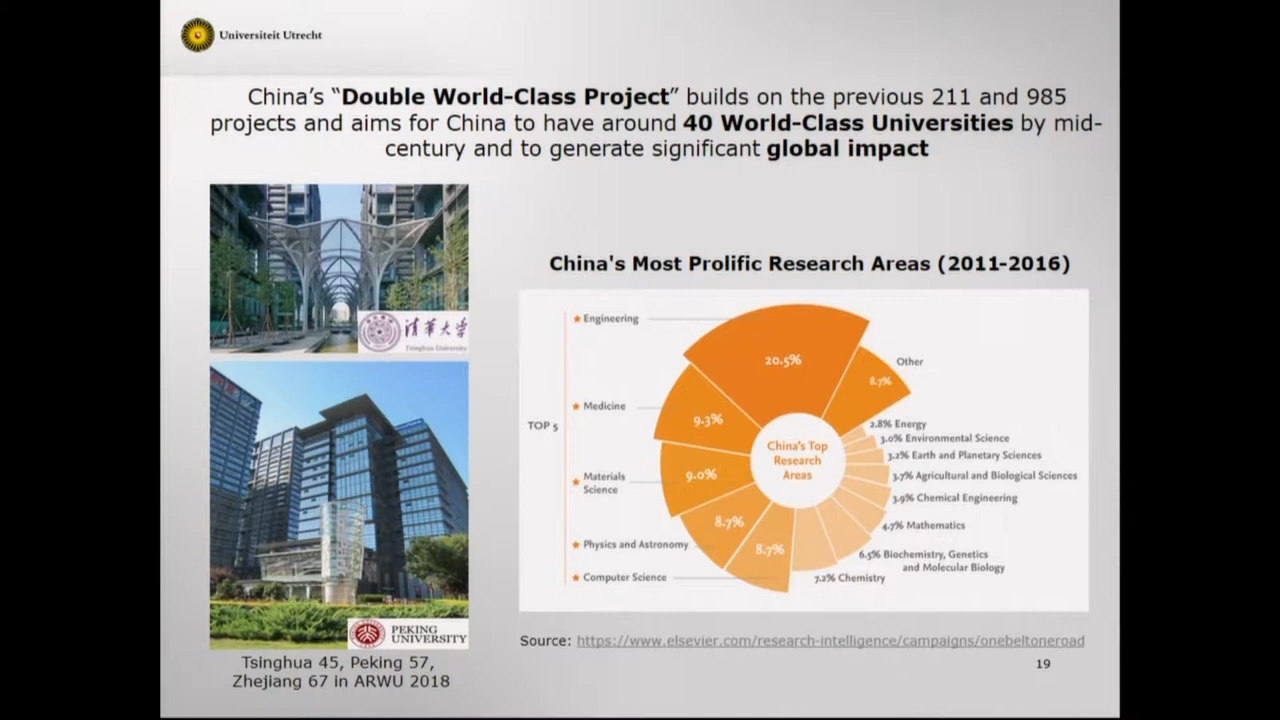 Universiteit Utrecht
China's "Double World-Class Project" builds on the previous 211 and 985
projects and aims for China to have around 40 World-Class Universities by mid-
century and to generate significant global impact
清华大学
Tsinghua University
PEKING
UNIVERSITY
Tsinghua 45, Peking 57,
Zhejiang 67 in ARWU 2018
China's Most Prolific Research Areas (2011-2016)
TOP 5
Engineering
Medicine
Materials
Science
Physics and Astronomy
Computer Science
20.5%
9.3%
9.0%
8.7%
8.7%
China's Top
Research
Areas
Other
8.7%
2.8% Energy
3.0% Environmental Science
3.2% Earth and Planetary Sciences
3.7% Agricultural and Biological Sciences
3.9% Chemical Engineering
4.7% Mathematics
6.5% Biochemistry, Genetics
and Molecular Biology
7.2% Chemistry
Source: https://www.elsevier.com/research-intelligence/campaigns/onebeltoneroad
19